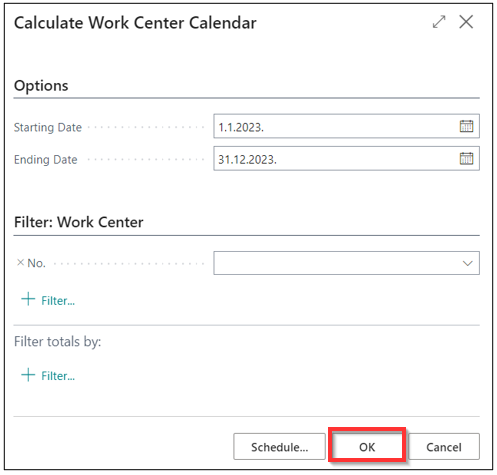 Calculate Work Center Calendar
Options
Starting Date 1.1.2023.
Ending Date 31.12.2023.
Filter: Work Center
× No.
+ Filter...
Filter totals by:
+ Filter...
Schedule... OK Cancel